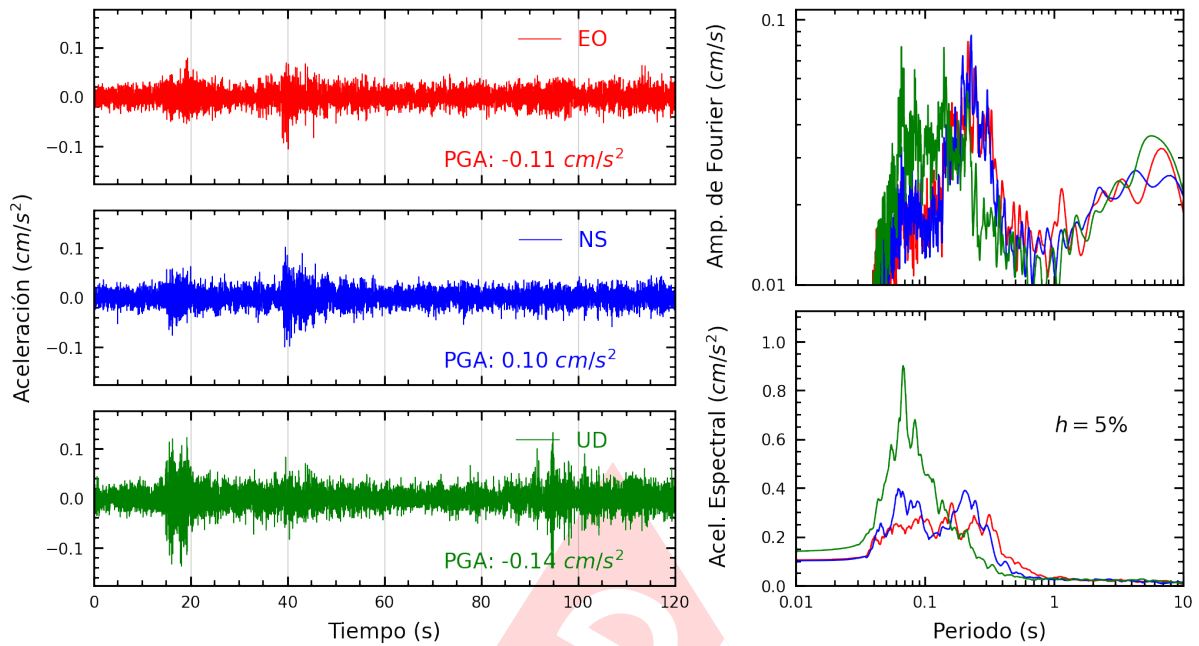 Aceleración (cm/s²)
0.1
0.0
−0.1
EO
PGA: -0.11 cm/s²
0.1
0.0
−0.1
NS
PGA: 0.10 cm/s²
0.1
0.0
−0.1
UD
PGA: -0.14 cm/s²
0 20 40 60 80 100 120
Tiempo (s)
Amp. de Fourier (cm/s)
0.1
0.01
Acel. Espectral (cm/s²)
1.0
0.8
0.6
0.4
0.2
0.0
h = 5%
0.01 0.1 1 10
Periodo (s)